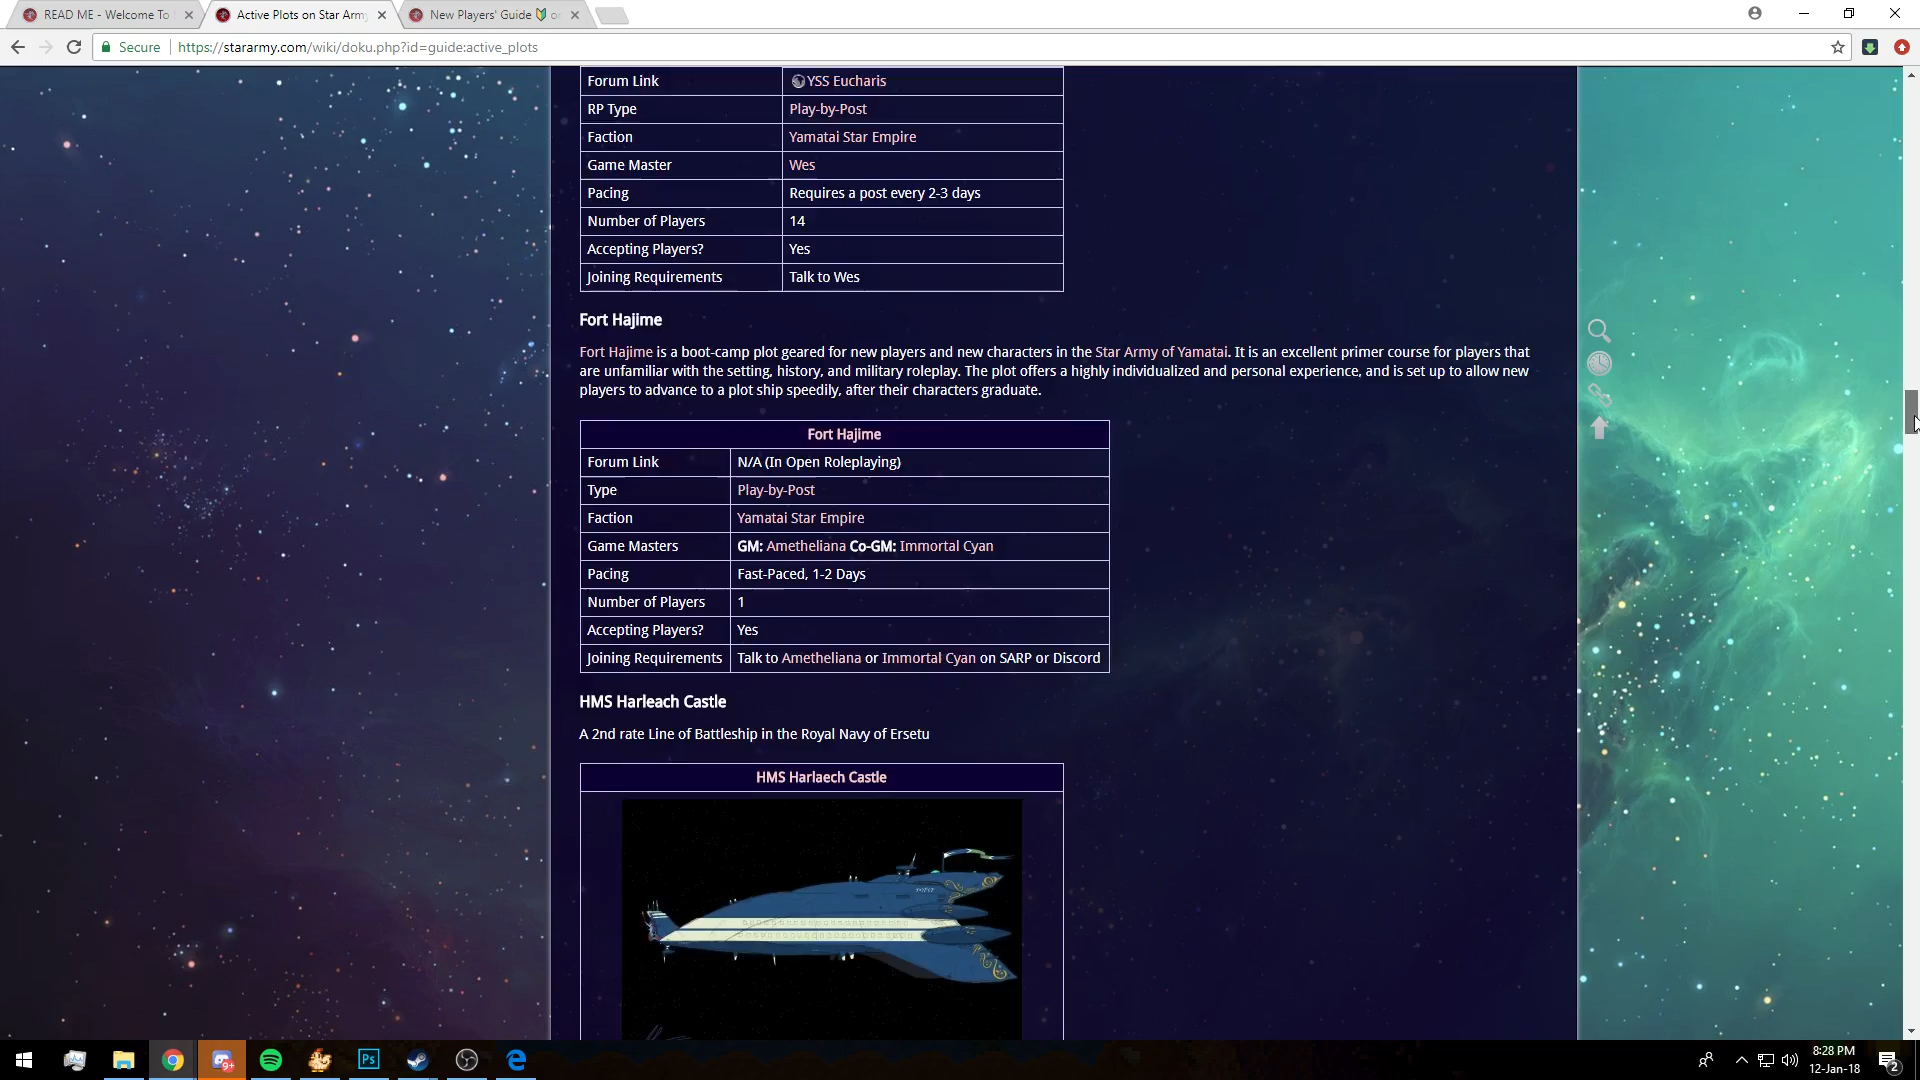 READ ME - Welcome To
Active Plots on Star Army
New Players' Guide
Secure
https://stararmy.com/wiki/doku.php?id=guide:active_plots
Forum Link YSS Eucharis
RP Type Play-by-Post
Faction Yamatai Star Empire
Game Master Wes
Pacing Requires a post every 2-3 days
Number of Players 14
Accepting Players? Yes
Joining Requirements Talk to Wes
Fort Hajime
Fort Hajime is a boot-camp plot geared for new players and new characters in the Star Army of Yamatai. It is an excellent primer course for players that
are unfamiliar with the setting, history, and military roleplay. The plot offers a highly individualized and personal experience, and is set up to allow new
players to advance to a plot ship speedily, after their characters graduate.
Fort Hajime
Forum Link N/A (In Open Roleplaying)
Type Play-by-Post
Faction Yamatai Star Empire
Game Masters GM: Ametheliana Co-GM: Immortal Cyan
Pacing Fast-Paced, 1-2 Days
Number of Players 1
Accepting Players? Yes
Joining Requirements Talk to Ametheliana or Immortal Cyan on SARP or Discord
HMS Harleach Castle
A 2nd rate Line of Battleship in the Royal Navy of Ersetu
HMS Harlaech Castle
9+
Ps
8:28 PM
12-Jan-18
2